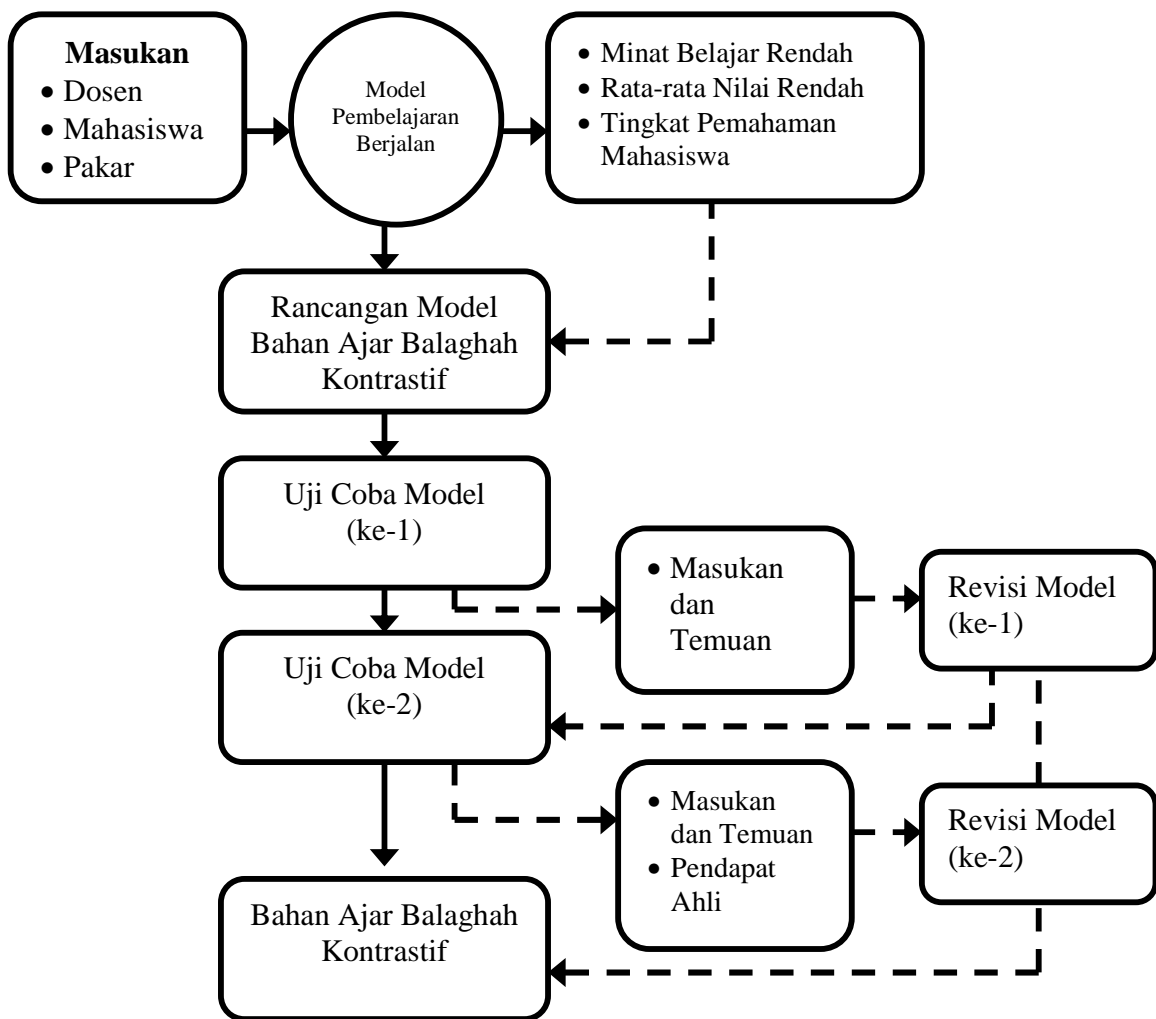 Masukan
• Dosen
• Mahasiswa
• Pakar
Model
Pembelajaran
Berjalan
• Minat Belajar Rendah
• Rata-rata Nilai Rendah
• Tingkat Pemahaman
Mahasiswa
Rancangan Model
Bahan Ajar Balaghah
Kontrastif
Uji Coba Model
(ke-1)
• Masukan
dan
Temuan
Revisi Model
(ke-1)
Uji Coba Model
(ke-2)
• Masukan
dan Temuan
• Pendapat
Ahli
Revisi Model
(ke-2)
Bahan Ajar Balaghah
Kontrastif